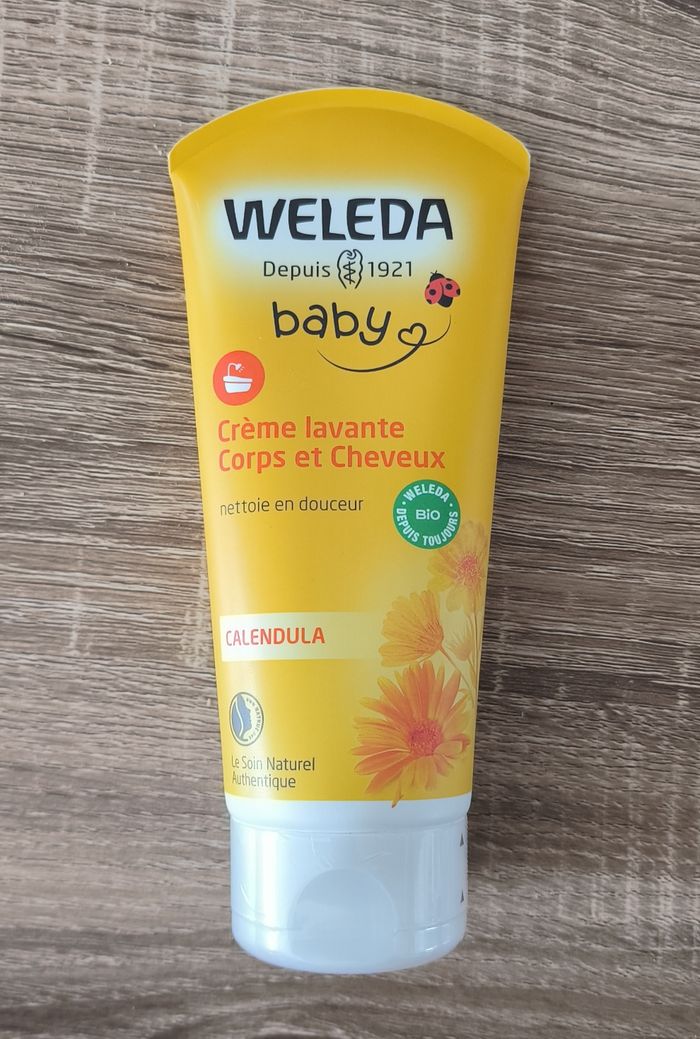 WELEDA
Depuis 1921
baby
Crème lavante
Corps et Cheveux
nettoie en douceur
WELEDA
BiO
DEPUIS TOUJOURS
CALENDULA
Le Soin Naturel
Authentique